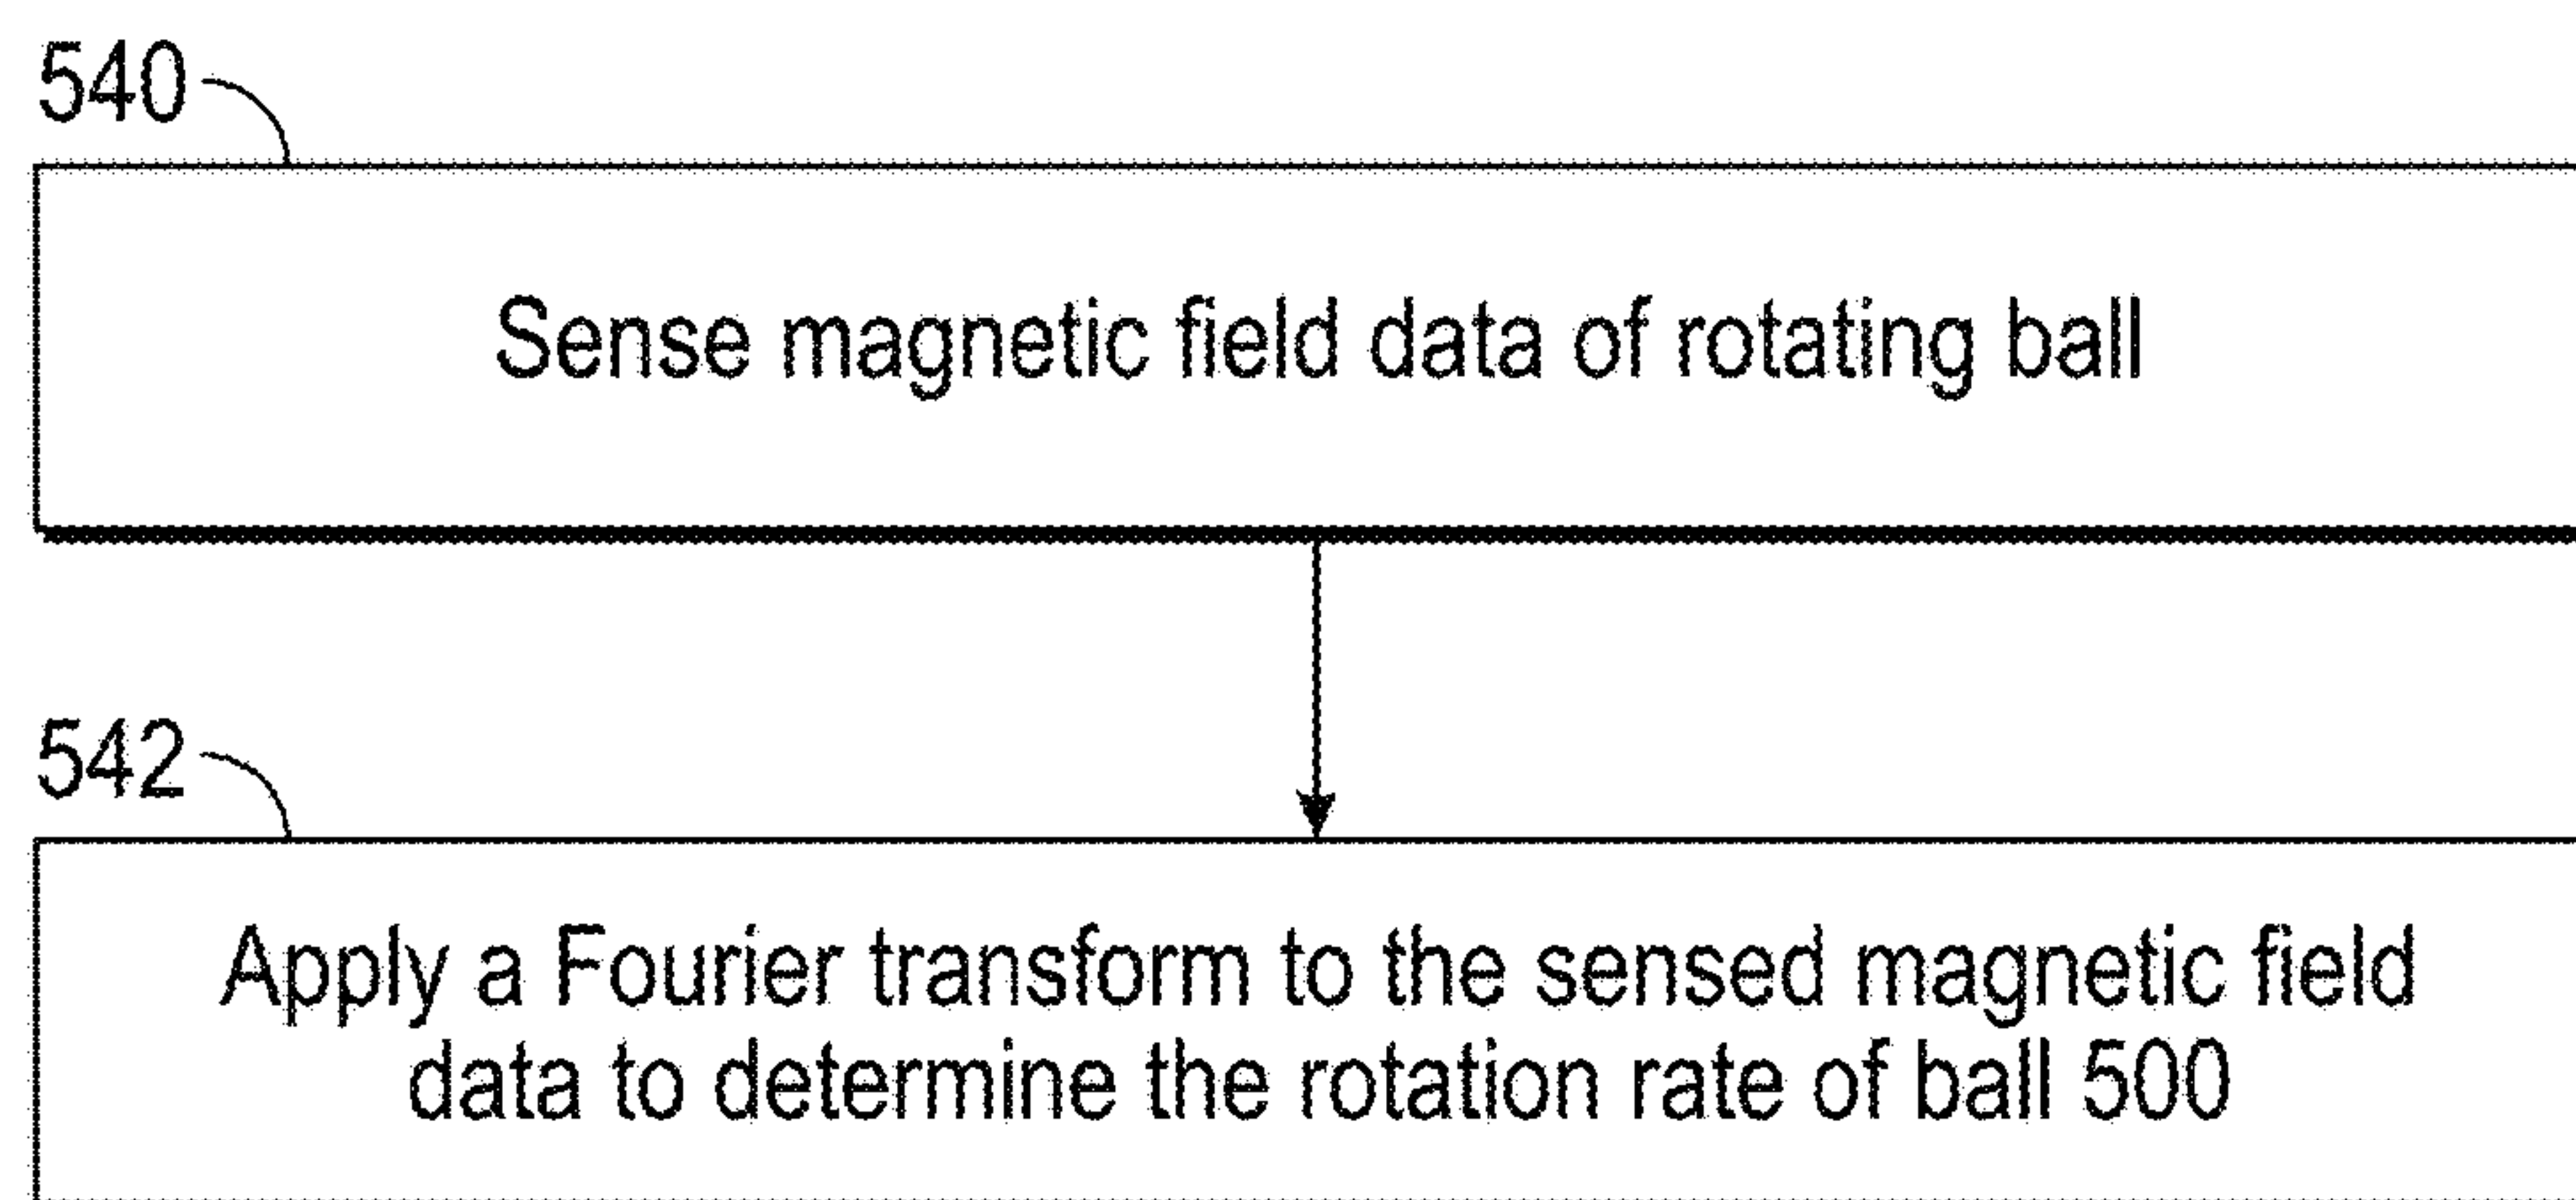 540
Sense magnetic field data of rotating ball
542
Apply a Fourier transform to the sensed magnetic field
data to determine the rotation rate of ball 500